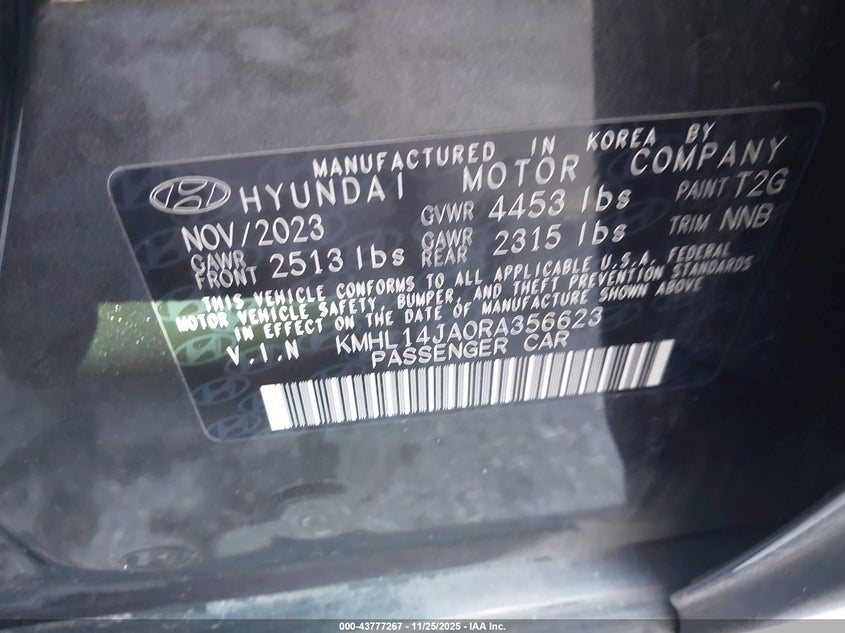 MANUFACTURED IN KOREA BY
HYUNDAI MOTOR COMPANY
NOV/2023 GVWR 4453 lbs PAINT T2G
GAWR FRONT 2513 lbs GAWR REAR 2315 lbs TRIM NNB
THIS VEHICLE CONFORMS TO ALL APPLICABLE U.S.A. FEDERAL
MOTOR VEHICLE SAFETY, BUMPER, AND THEFT PREVENTION STANDARDS
IN EFFECT ON THE DATE OF MANUFACTURE SHOWN ABOVE
V.I.N KMHL14JA0RA356623
PASSENGER CAR
000-43777267 - 11/25/2025 - IAA Inc.